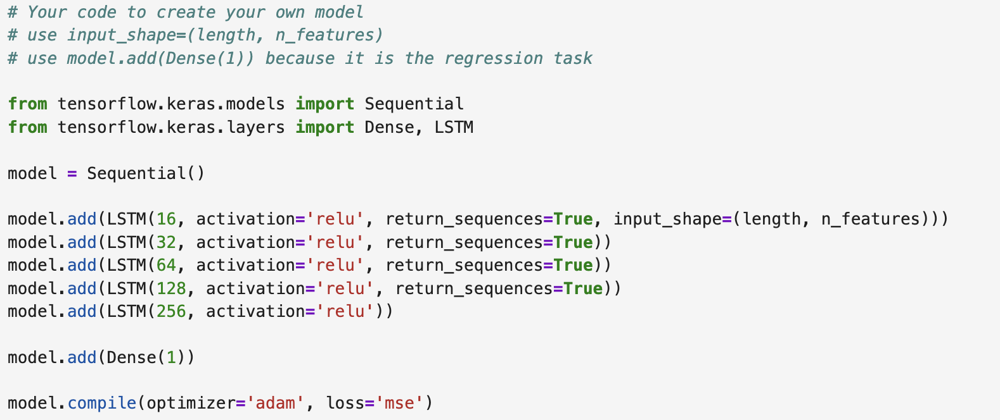 # Your code to create your own model
# use input_shape=(length, n_features)
# use model.add(Dense(1)) because it is the regression task
from tensorflow.keras.models import Sequential
from tensorflow.keras.layers import Dense, LSTM
model = Sequential()
model.add(LSTM(16, activation='relu', return_sequences=True, input_shape=(length, n_features)))
model.add(LSTM(32, activation='relu', return_sequences=True))
model.add(LSTM(64, activation='relu', return_sequences=True))
model.add(LSTM(128, activation='relu', return_sequences=True))
model.add(LSTM(256, activation='relu'))
model.add(Dense(1))
model.compile(optimizer='adam', loss='mse')